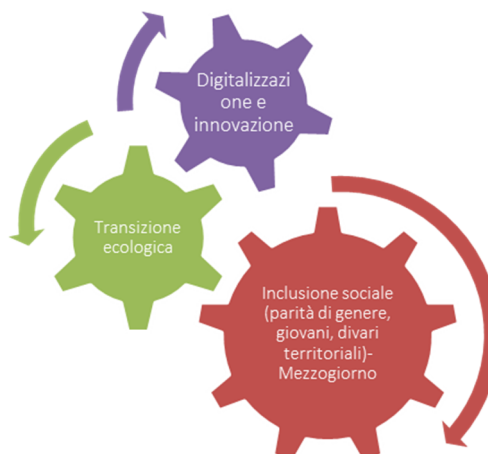 Digitalizzazi
one e
innovazione
Transizione
ecologica
Inclusione sociale
(parità di genere,
giovani, divari
territoriali)-
Mezzogiorno